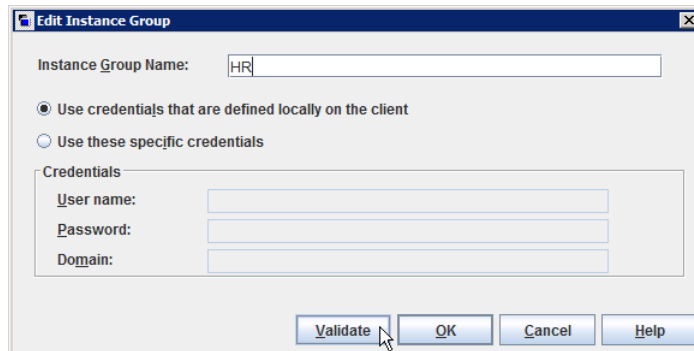 Edit Instance Group
Instance Group Name: HR
Use credentials that are defined locally on the client
Use these specific credentials
Credentials
User name:
Password:
Domain:
Validate OK Cancel Help